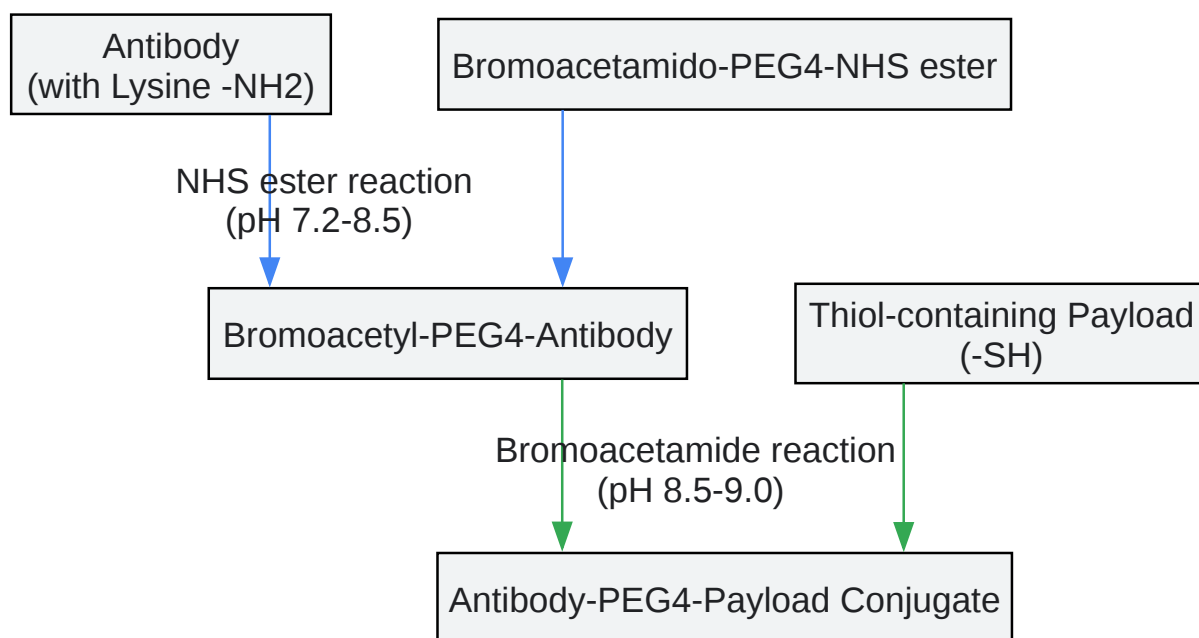 Antibody
(with Lysine -NH2)
Bromoacetamido-PEG4-NHS ester
NHS ester reaction
(pH 7.2-8.5)
Bromoacetyl-PEG4-Antibody
Thiol-containing Payload
(-SH)
Bromoacetamide reaction
(pH 8.5-9.0)
Antibody-PEG4-Payload Conjugate